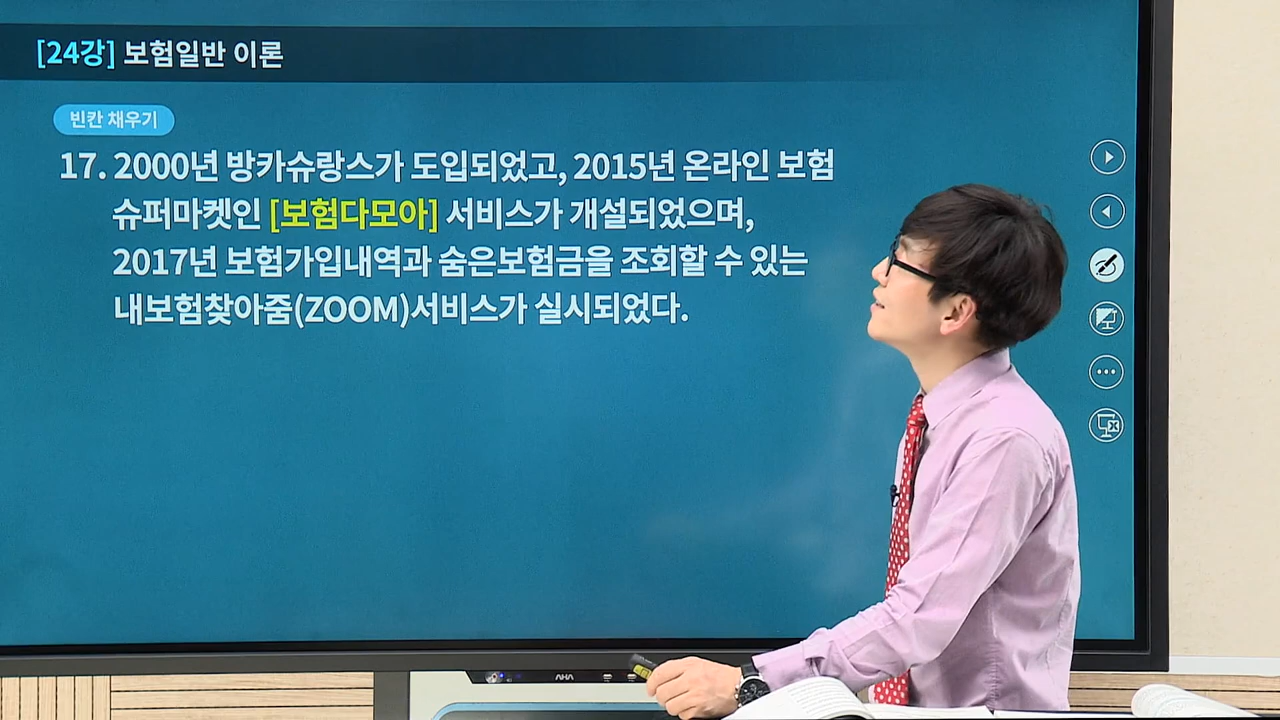 [24강] 보험일반 이론
빈칸 채우기
17. 2000년 방카슈랑스가 도입되었고, 2015년 온라인 보험
슈퍼마켓인 [보험다모아] 서비스가 개설되었으며,
2017년 보험가입내역과 숨은보험금을 조회할 수 있는
내보험찾아줌(ZOOM)서비스가 실시되었다.
AHA